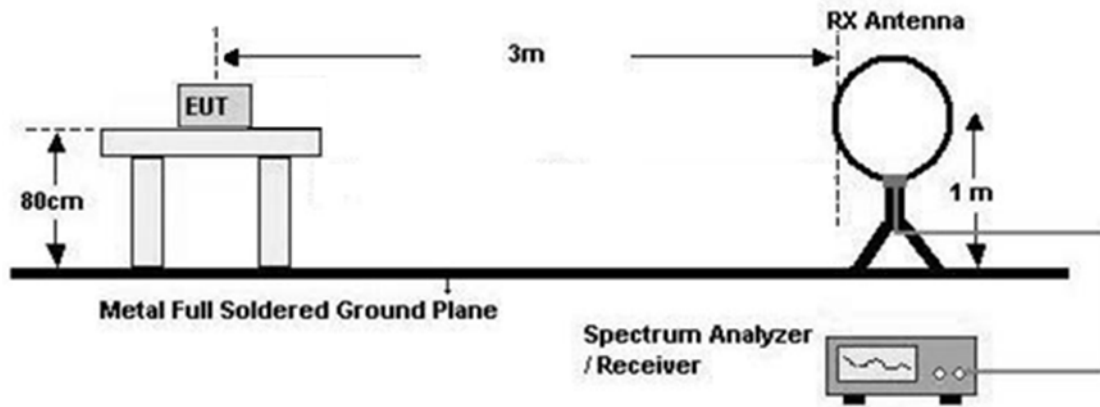 RX Antenna
3m
EUT
80cm
1 m
Metal Full Soldered Ground Plane
Spectrum Analyzer
/ Receiver